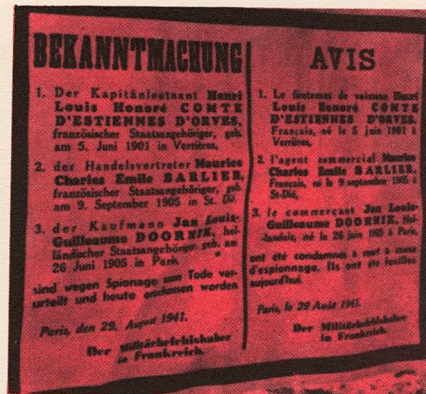 BEKANNTMACHUNG
1. Der Kapitänleutnant Henri
Louis Honoré COMTE
D'ESTIENNES D'ORVES,
französischer Staatsangehöriger, geb.
am 5. Juni 1901 in Verrières,
2. der Handelsvertreter Maurice
Charles Emile BARLIER,
französischer Staatsangehöriger, geb.
am 9. September 1905 in St. Dié,
3. der Kaufmann Jan Louis-
Guilleaume DOORNIK, hol-
ländischer Staatsangehöriger, geb. am
26 Juni 1905 in Paris,
sind wegen Spionage zum Tode ver-
urteilt und heute erschossen worden
Paris, den 29. August 1941.
Der Militärbefehlshaber
in Frankreich.
AVIS
1. Le lieutenant de vaisseau Henri
Louis Honoré COMTE
D'ESTIENNES D'ORVES,
Français, né le 5 juin 1901 à
Verrières,
2. l'agent commercial Maurice
Charles Emile BARLIER,
Français, né le 9 septembre 1905 à
St-Dié,
3. le commerçant Jan Louis-
Guilleaume DOORNIK, Hol-
landais, né le 26 juin 1905 à Paris,
ont été condamnés à mort à cause
d'espionnage. Ils ont été fusillés
aujourd'hui.
Paris, le 29 Août 1941.
Der Militärbefehlshaber
in Frankreich.